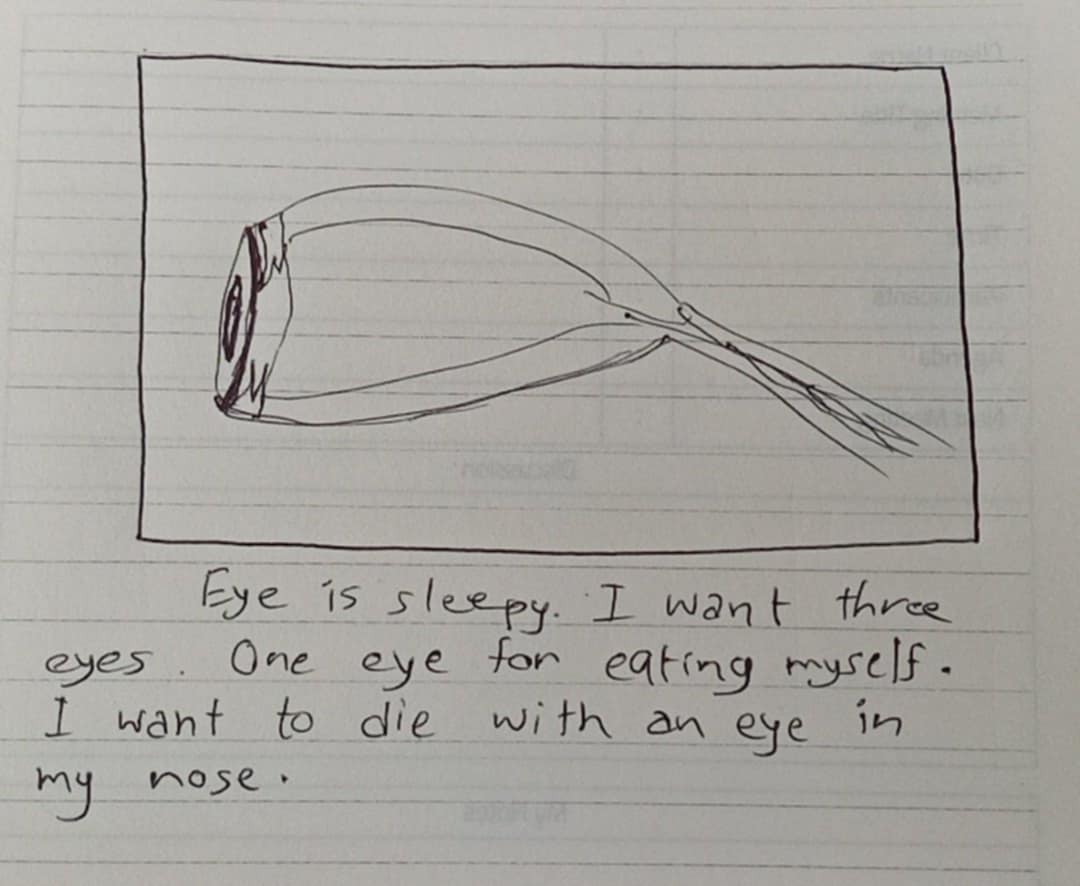 Eye is sleepy. I want three
eyes. One eye for eating myself.
I want to die with an eye in
my nose.